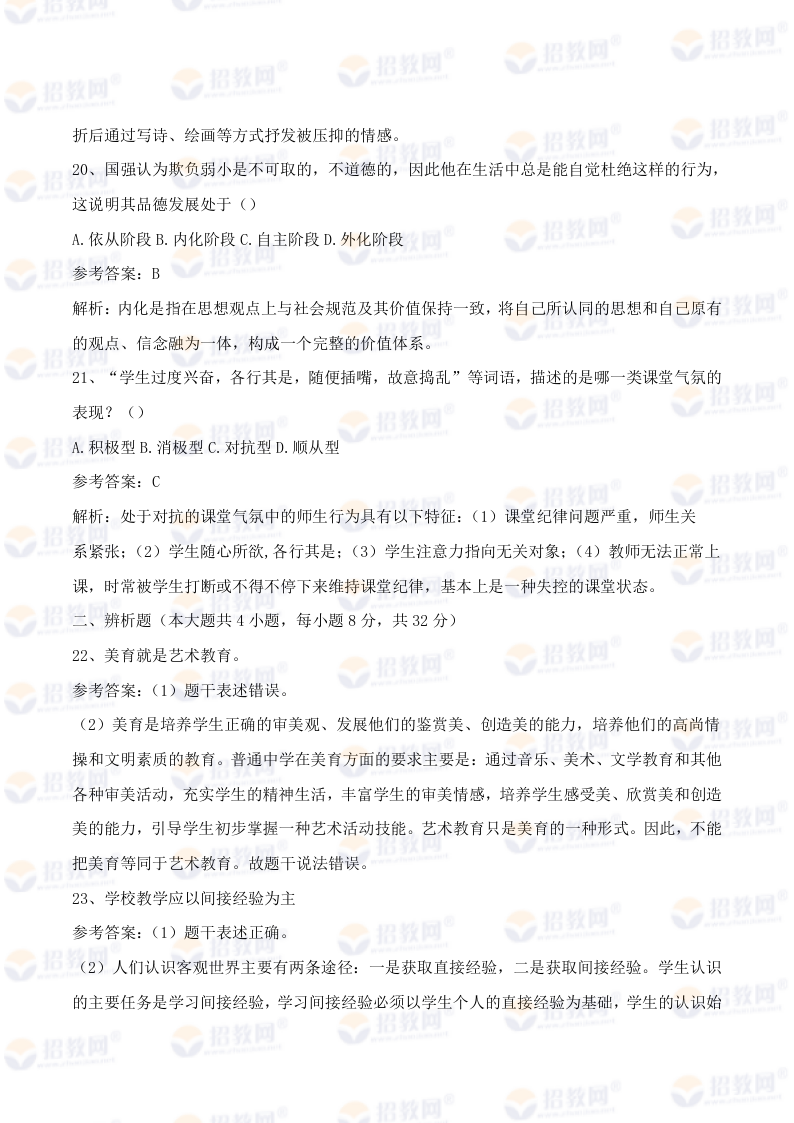 折后通过写诗、绘画等方式抒发被压抑的情感。
20、国强认为欺负弱小是不可取的，不道德的，因此他在生活中总是能自觉杜绝这样的行为，
这说明其品德发展处于（）
A.依从阶段 B.内化阶段 C.自主阶段 D.外化阶段
参考答案：B
解析：内化是指在思想观点上与社会规范及其价值保持一致，将自己所认同的思想和自己原有
的观点、信念融为一体，构成一个完整的价值体系。
21、“学生过度兴奋，各行其是，随便插嘴，故意捣乱”等词语，描述的是哪一类课堂气氛的
表现？（）
A.积极型 B.消极型 C.对抗型 D.顺从型
参考答案：C
解析：处于对抗的课堂气氛中的师生行为具有以下特征：（1）课堂纪律问题严重，师生关
系紧张；（2）学生随心所欲,各行其是；（3）学生注意力指向无关对象；（4）教师无法正常上
课，时常被学生打断或不得不停下来维持课堂纪律，基本上是一种失控的课堂状态。
二、辨析题（本大题共 4 小题，每小题 8 分，共 32 分）
22、美育就是艺术教育。
参考答案：（1）题干表述错误。
（2）美育是培养学生正确的审美观、发展他们的鉴赏美、创造美的能力，培养他们的高尚情
操和文明素质的教育。普通中学在美育方面的要求主要是：通过音乐、美术、文学教育和其他
各种审美活动，充实学生的精神生活，丰富学生的审美情感，培养学生感受美、欣赏美和创造
美的能力，引导学生初步掌握一种艺术活动技能。艺术教育只是美育的一种形式。因此，不能
把美育等同于艺术教育。故题干说法错误。
23、学校教学应以间接经验为主
参考答案：（1）题干表述正确。
（2）人们认识客观世界主要有两条途径：一是获取直接经验，二是获取间接经验。学生认识
的主要任务是学习间接经验，学习间接经验必须以学生个人的直接经验为基础，学生的认识始